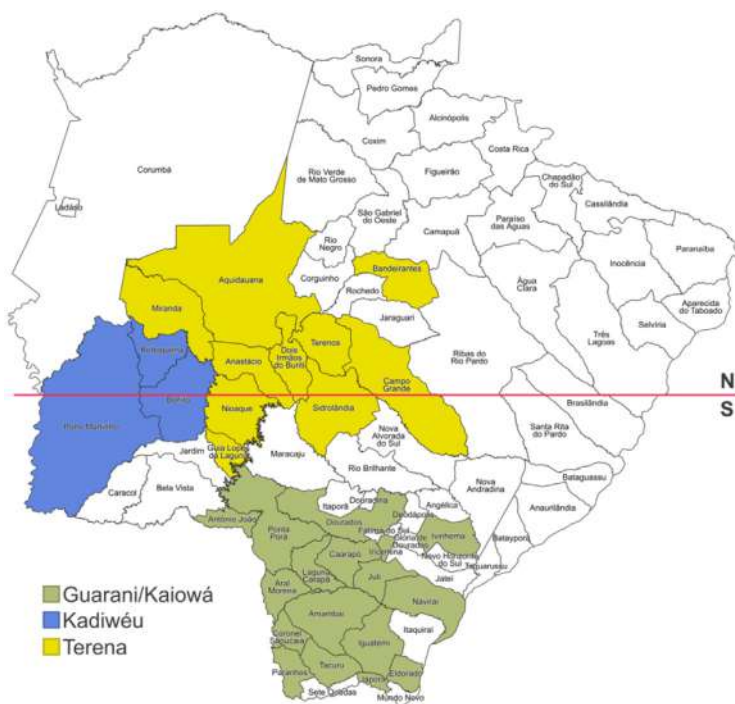 Sonora
Pedro Gomes
Alcinópolis
Coxim
Costa Rica
Corumbá
Rio Verde
de Mato Grosso
Figueirão
Chapadão
do Sul
Cassilândia
Ladário
São Gabriel
do Oeste
Paraíso
das Águas
Camapuã
Rio
Negro
Paranaíba
Inocência
Aquidauana
Corguinho
Bandeirantes
Água
Clara
Rochedo
Aparecida
do Taboado
Miranda
Jaraguari
Três
Lagoas
Selvíria
Terenos
Dois
Irmãos
do Buriti
Anastácio
Ribas do
Rio Pardo
Campo
Grande
N
Bonito
Brasilândia
S
Nioaque
Sidrolândia
Porto Murtinho
Nova
Alvorada
do Sul
Santa Rita
do Pardo
Jardim
Guia Lopes
da Laguna
Maracaju
Rio Brilhante
Bataguassu
Caracol
Bela Vista
Nova
Andradina
Itaporã
Douradina
Angélica
Anaurilândia
Deodápolis
Antônio João
Dourados
Fátima do Sul
Ivinhema
Ponta
Porã
Glória de
Dourados
Batayporã
Vicentina
Novo Horizonte
do Sul
Taquarussu
Caarapó
Laguna
Carapã
Juti
Jateí
Aral
Moreira
Guarani/Kaiowá
Naviraí
Amambai
Kadiwéu
Itaquiraí
Coronel
Sapucaia
Iguatemi
Terena
Tacuru
Eldorado
Paranhos
Japorã
Sete Quedas
Mundo Novo